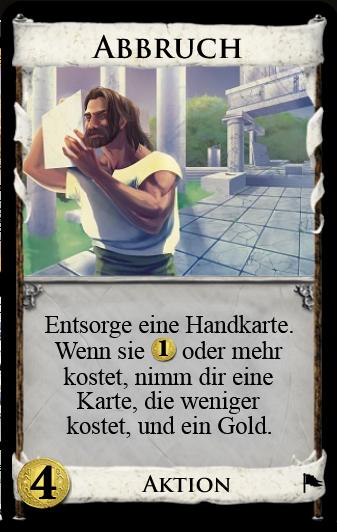 ABBRUCH
Entsorge eine Handkarte.
Wenn sie 1 oder mehr
kostet, nimm dir eine
Karte, die weniger
kostet, und ein Gold.
4 AKTION